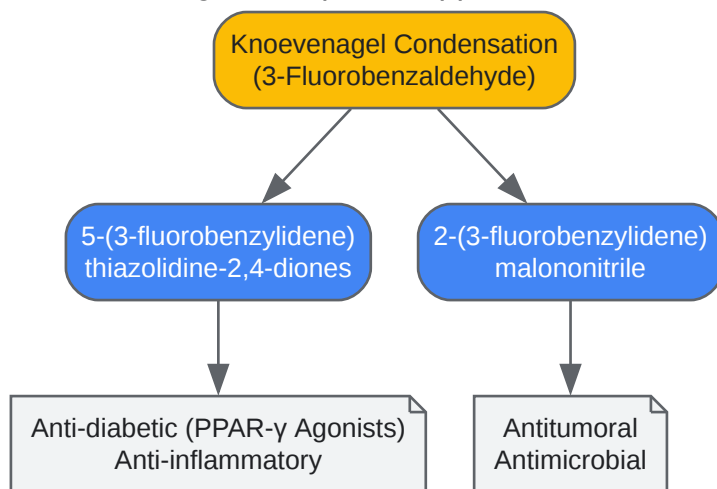 Knoevenagel Condensation
(3-Fluorobenzaldehyde)
5-(3-fluorobenzylidene)
thiazolidine-2,4-diones
2-(3-fluorobenzylidene)
malononitrile
Anti-diabetic (PPAR-γ Agonists)
Anti-inflammatory
Antitumoral
Antimicrobial